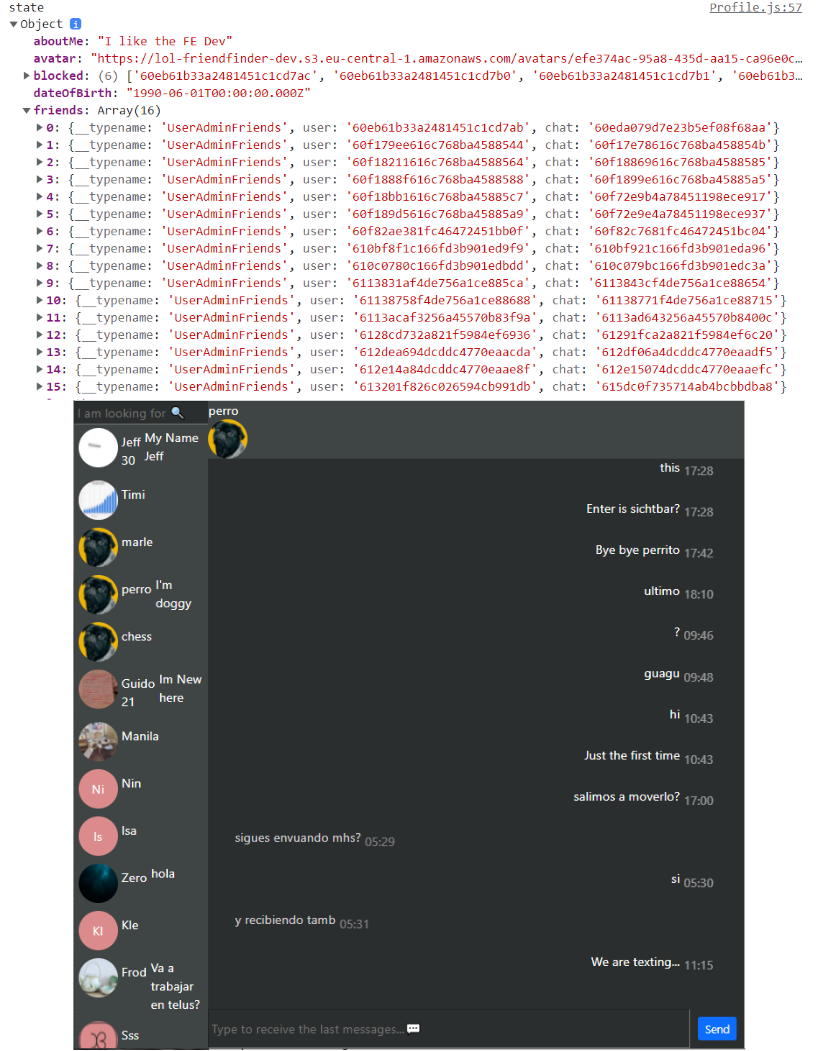 state Profile.js:57
Object i
aboutMe: "I like the FE Dev"
avatar: "https://lol-friendfinder-dev.s3.eu-central-1.amazonaws.com/avatars/efe374ac-95a8-435d-aa15-ca96e0c…
blocked: (6) ['60eb61b33a2481451c1cd7ac', '60eb61b33a2481451c1cd7b0', '60eb61b33a2481451c1cd7b1', '60eb61b3…
dateOfBirth: "1990-06-01T00:00:00.000Z"
friends: Array(16)
0: {__typename: 'UserAdminFriends', user: '60eb61b33a2481451c1cd7ab', chat: '60eda079d7e23b5ef08f68aa'}
1: {__typename: 'UserAdminFriends', user: '60f179ee616c768ba4588544', chat: '60f17e78616c768ba458854b'}
2: {__typename: 'UserAdminFriends', user: '60f18211616c768ba4588564', chat: '60f18869616c768ba4588585'}
3: {__typename: 'UserAdminFriends', user: '60f1888f616c768ba4588588', chat: '60f1899e616c768ba45885a5'}
4: {__typename: 'UserAdminFriends', user: '60f18bb1616c768ba45885c7', chat: '60f72e9b4a78451198ece917'}
5: {__typename: 'UserAdminFriends', user: '60f189d5616c768ba45885a9', chat: '60f72e9e4a78451198ece937'}
6: {__typename: 'UserAdminFriends', user: '60f82ae381fc46472451bb0f', chat: '60f82c7681fc46472451bc04'}
7: {__typename: 'UserAdminFriends', user: '610bf8f1c166fd3b901ed9f9', chat: '610bf921c166fd3b901eda96'}
8: {__typename: 'UserAdminFriends', user: '610c0780c166fd3b901edbdd', chat: '610c079bc166fd3b901edc3a'}
9: {__typename: 'UserAdminFriends', user: '6113831af4de756a1ce885ca', chat: '6113843cf4de756a1ce88654'}
10: {__typename: 'UserAdminFriends', user: '61138758f4de756a1ce88688', chat: '61138771f4de756a1ce88715'}
11: {__typename: 'UserAdminFriends', user: '6113acaf3256a45570b83f9a', chat: '6113ad643256a45570b8400c'}
12: {__typename: 'UserAdminFriends', user: '6128cd732a821f5984ef6936', chat: '61291fca2a821f5984ef6c20'}
13: {__typename: 'UserAdminFriends', user: '612dea694dcddc4770eaacda', chat: '612df06a4dcddc4770eaadf5'}
14: {__typename: 'UserAdminFriends', user: '612e14a84dcddc4770eaae8f', chat: '612e15074dcddc4770eaaefc'}
15: {__typename: 'UserAdminFriends', user: '613201f826c026594cb991db', chat: '615dc0f735714ab4bcbbdba8'}
I am looking for 🔍
Jeff My Name
30 Jeff
Timi
marle
perro I'm
doggy
chess
Guido Im New
21 here
Manila
Ni Nin
Is Isa
Zero hola
Kl Kle
Frod Va a
trabajar
en telus?
Sss
perro
this 17:28
Enter is sichtbar? 17:28
Bye bye perrito 17:42
ultimo 18:10
? 09:46
guagu 09:48
hi 10:43
Just the first time 10:43
salimos a moverlo? 17:00
sigues envuando mhs? 05:29
si 05:30
y recibiendo tamb 05:31
We are texting... 11:15
Type to receive the last messages...💬 Send